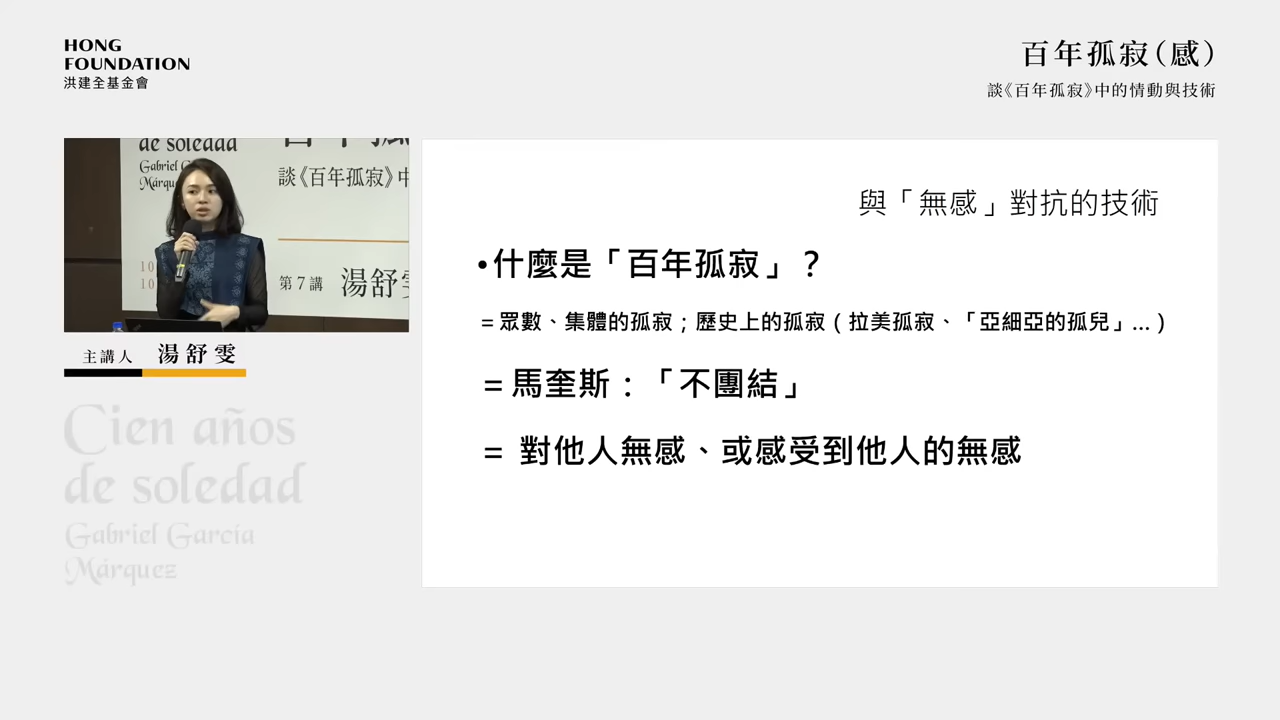 HONG
FOUNDATION
洪建全基金會
百年孤寂(感)
談《百年孤寂》中的情動與技術
de soledad
Gabriel G
Márqu
談《百年孤寂》中
10
10
第7講 湯舒
主講人 湯舒雯
Cien años
de soledad
Gabriel García
Márquez
與「無感」對抗的技術
•什麼是「百年孤寂」?
=眾數、集體的孤寂;歷史上的孤寂(拉美孤寂、「亞細亞的孤兒」...)
=馬奎斯:「不團結」
= 對他人無感、或感受到他人的無感